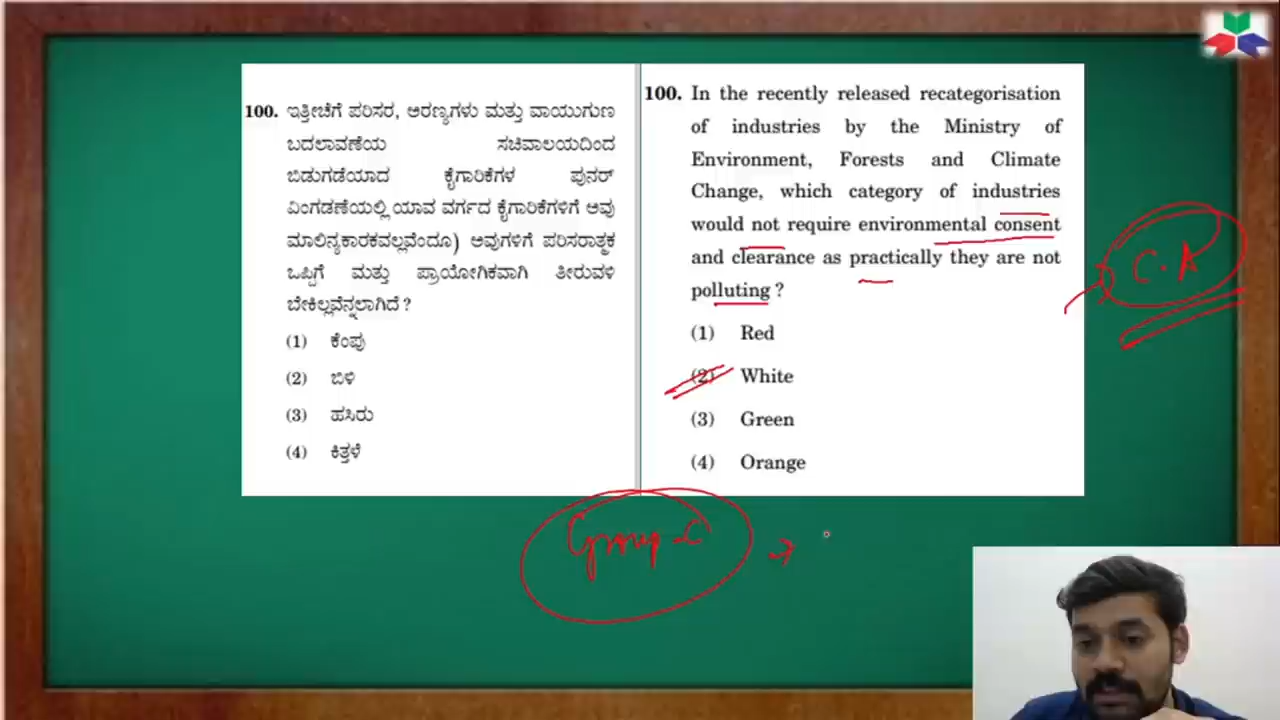 100. ಇತ್ತೀಚೆಗೆ ಪರಿಸರ, ಅರಣ್ಯಗಳು ಮತ್ತು ವಾಯುಗುಣ
ಬದಲಾವಣೆಯ ಸಚಿವಾಲಯದಿಂದ
ಬಿಡುಗಡೆಯಾದ ಕೈಗಾರಿಕೆಗಳ ಪುನರ್
ವಿಂಗಡಣೆಯಲ್ಲಿ ಯಾವ ವರ್ಗದ ಕೈಗಾರಿಕೆಗಳಿಗೆ ಅವು
ಮಾಲಿನ್ಯಕಾರಕವಲ್ಲವೆಂದೂ) ಅವುಗಳಿಗೆ ಪರಿಸರಾತ್ಮಕ
ಒಪ್ಪಿಗೆ ಮತ್ತು ಪ್ರಾಯೋಗಿಕವಾಗಿ ತೀರುವಳಿ
ಬೇಕಿಲ್ಲವೆನ್ನಲಾಗಿದೆ ?
(1) ಕೆಂಪು
(2) ಬಿಳಿ
(3) ಹಸಿರು
(4) ಕಿತ್ತಳೆ
100. In the recently released recategorisation
of industries by the Ministry of
Environment, Forests and Climate
Change, which category of industries
would not require environmental consent
and clearance as practically they are not
polluting ?
(1) Red
(2) White
(3) Green
(4) Orange
C.A
Group-C